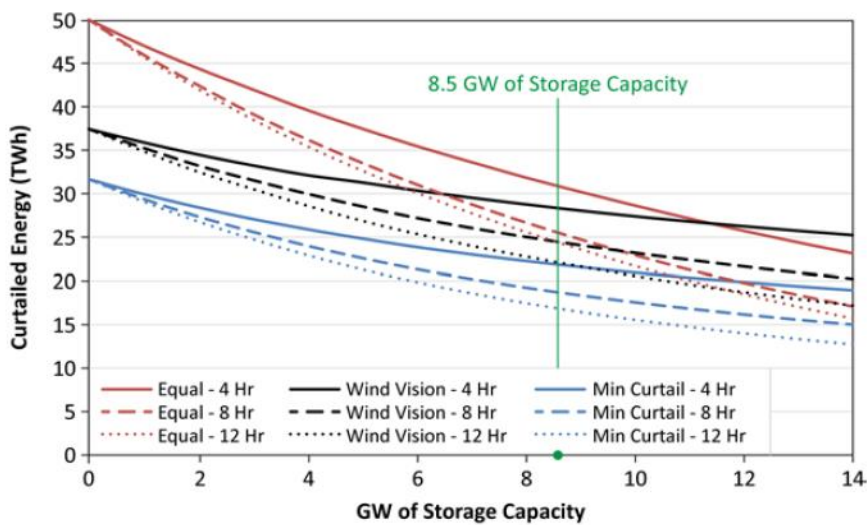 50
45
40
35
30
25
20
15
10
5
0
Curtailed Energy (TWh)
8.5 GW of Storage Capacity
Equal - 4 Hr Wind Vision - 4 Hr Min Curtail - 4 Hr
Equal - 8 Hr Wind Vision - 8 Hr Min Curtail - 8 Hr
Equal - 12 Hr Wind Vision - 12 Hr Min Curtail - 12 Hr
0 2 4 6 8 10 12 14
GW of Storage Capacity